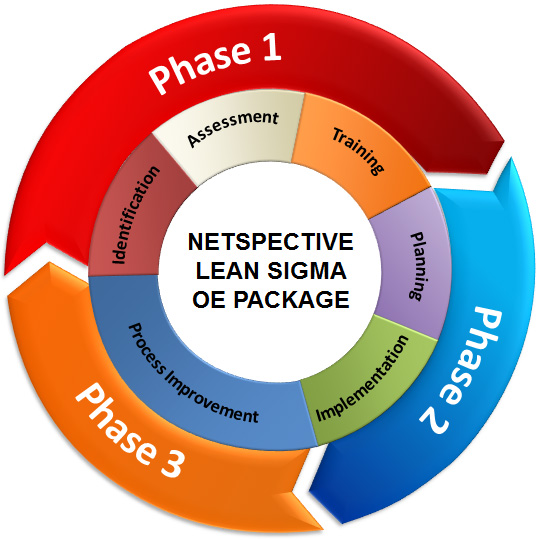 Phase 1
Assessment
Training
Identification
Planning
NETSPECTIVE
LEAN SIGMA
OE PACKAGE
Process Improvement
Implementation
Phase 2
Phase 3